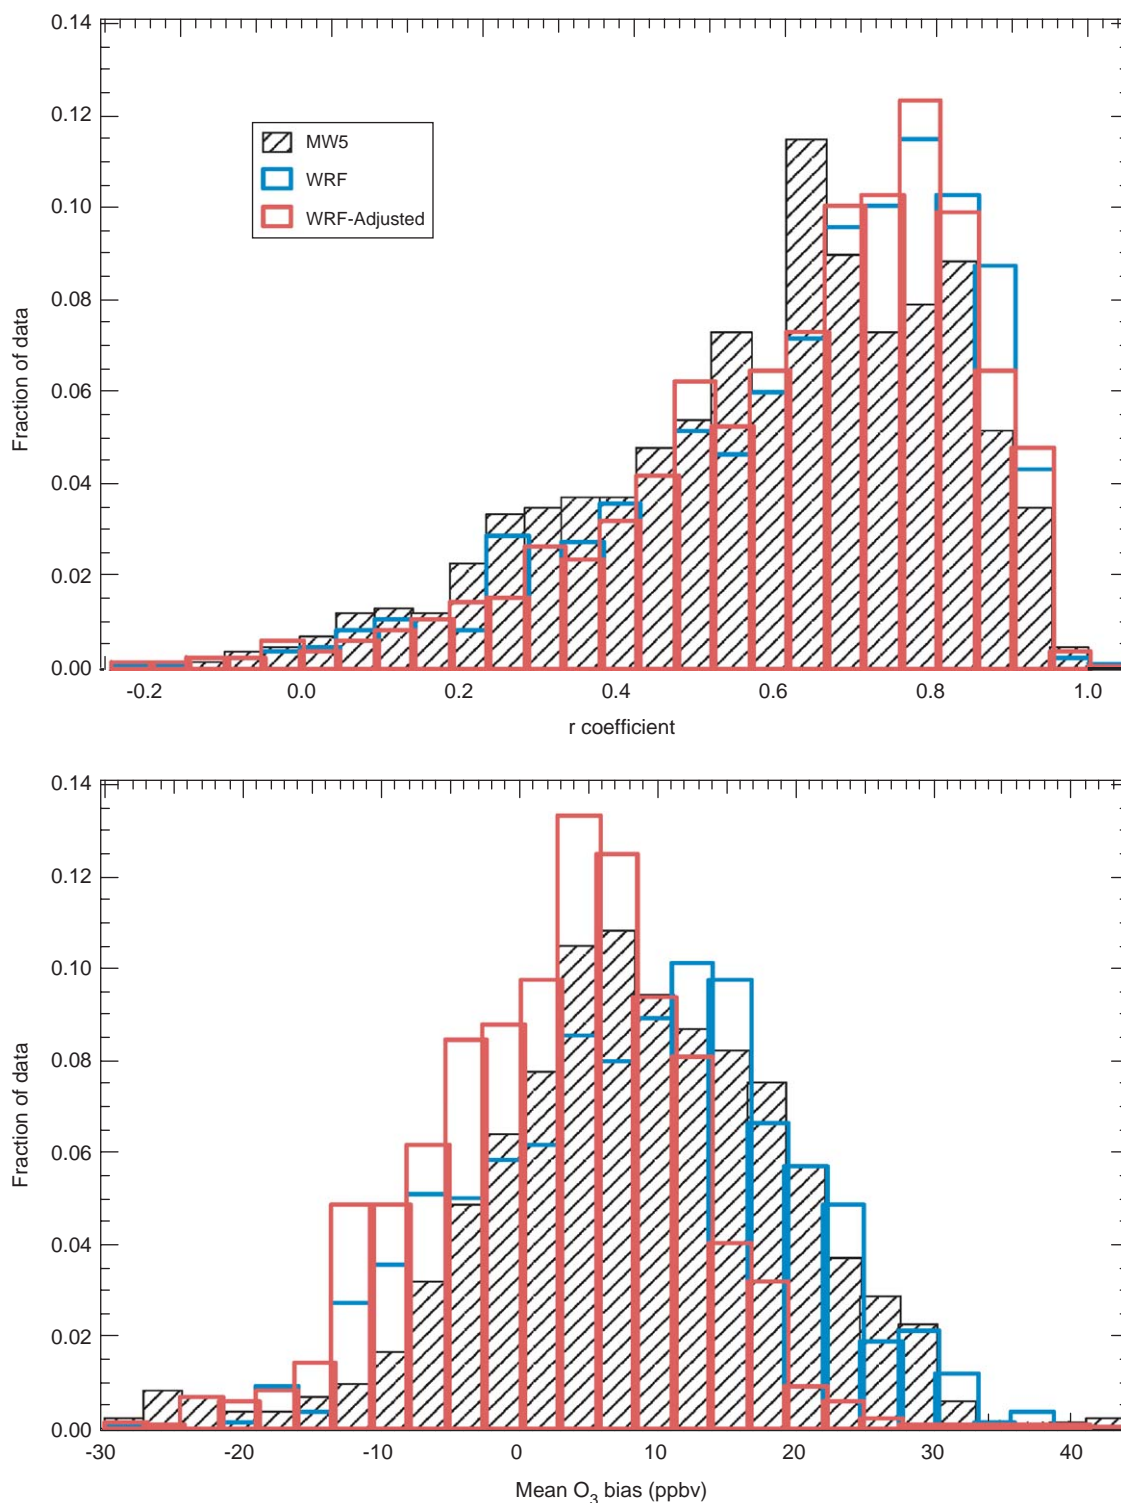 0.14
0.12
0.10
0.08
0.06
0.04
0.02
0.00
Fraction of data
MW5
WRF
WRF-Adjusted
-0.2 0.0 0.2 0.4 0.6 0.8 1.0
r coefficient
0.14
0.12
0.10
0.08
0.06
0.04
0.02
0.00
Fraction of data
-30 -20 -10 0 10 20 30 40
Mean O3 bias (ppbv)